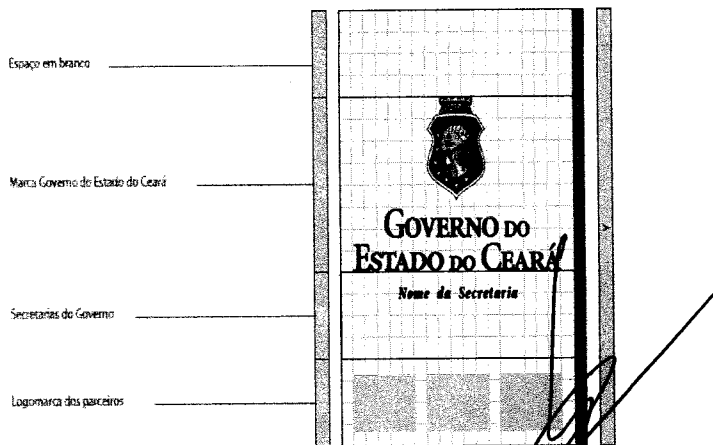 Espaço em branco
Marca Governo do Estado do Ceará
GOVERNO DO
ESTADO DO CEARÁ
Nome da Secretaria
Secretarias do Governo
Logomarca dos parceiros